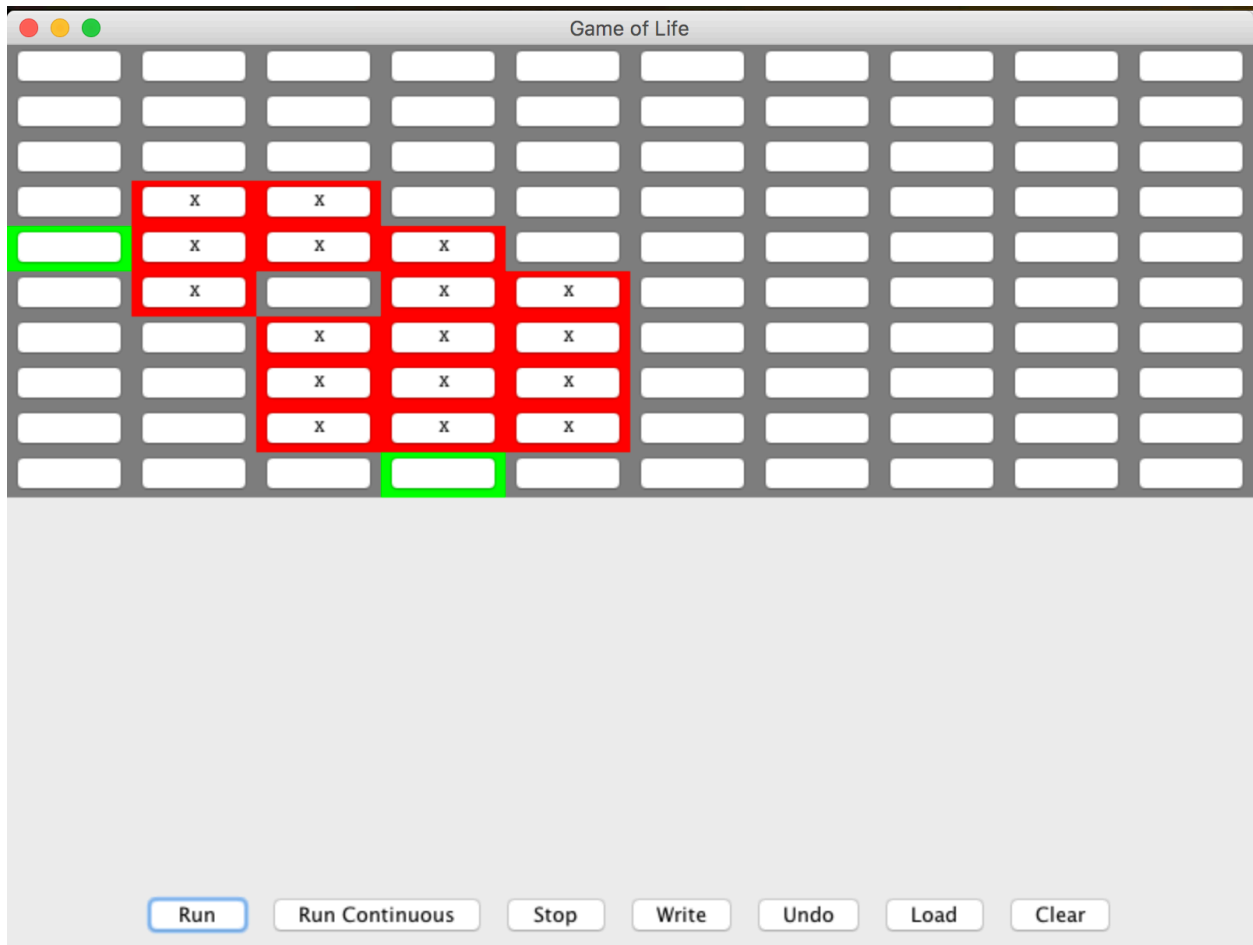 Game of Life
X X
X X X
X X X
X X X
X X X
X X X
Run Run Continuous Stop Write Undo Load Clear